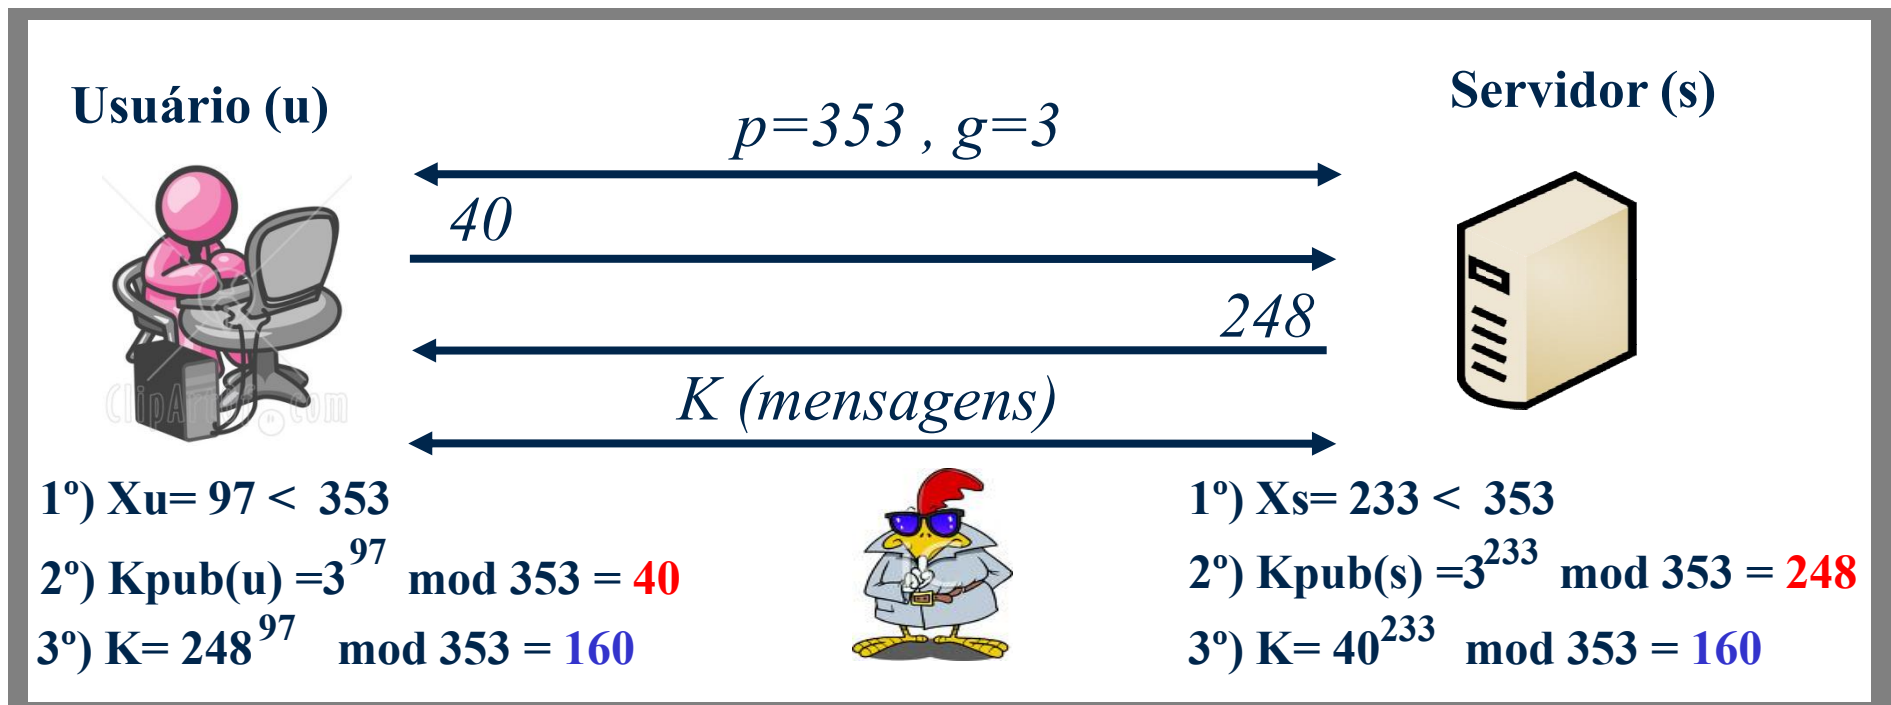 Usuário (u)
Servidor (s)
p=353 , g=3
40
248
K (mensagens)
1º) Xu= 97 < 353
2º) Kpub(u) =3^97 mod 353 = 40
3º) K= 248^97 mod 353 = 160
1º) Xs= 233 < 353
2º) Kpub(s) =3^233 mod 353 = 248
3º) K= 40^233 mod 353 = 160